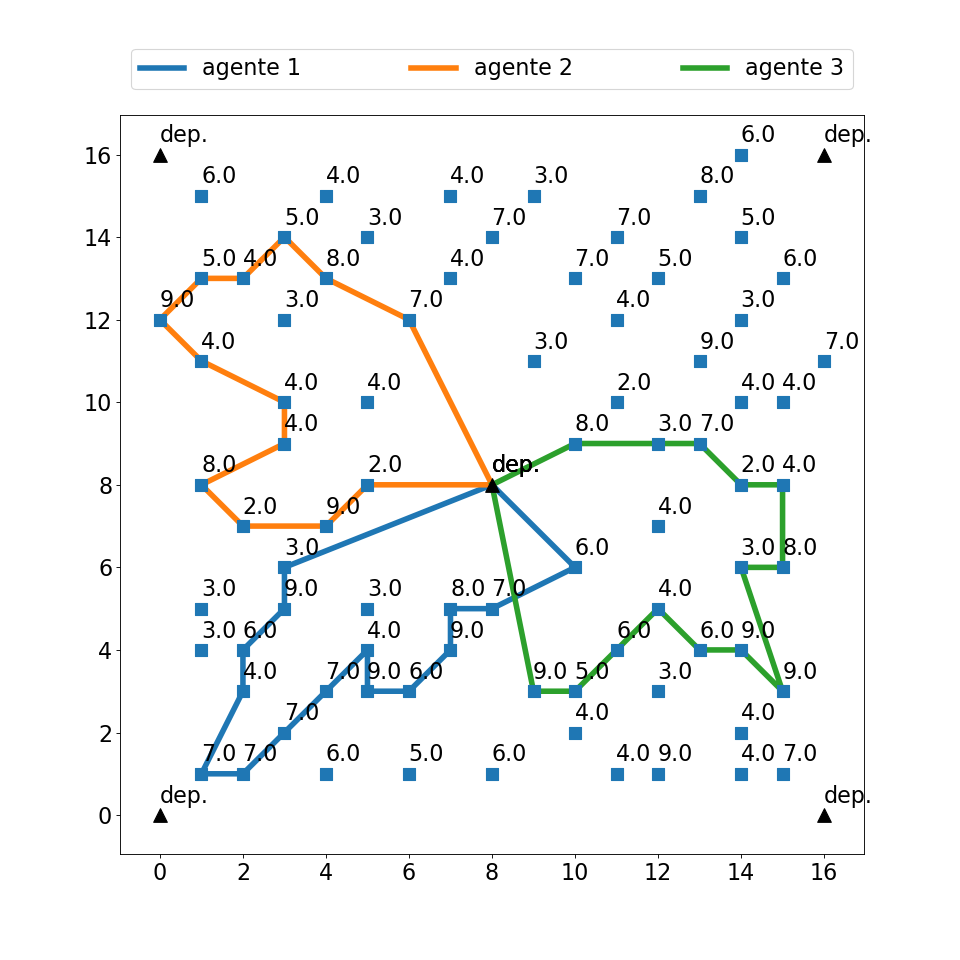 agente 1 agente 2 agente 3
dep. 6.0 dep.
16
6.0 4.0 4.0 3.0 8.0
5.0 3.0 7.0 7.0 5.0
14
5.0 4.0 8.0 4.0 7.0 5.0 6.0
9.0 3.0 7.0 4.0 3.0
12
4.0 3.0 9.0 7.0
4.0 4.0 2.0 4.0 4.0
10
4.0 8.0 3.0 7.0
8.0 2.0 dep. 2.0 4.0
8
2.0 9.0 4.0
3.0 6.0 3.0 8.0
6
3.0 9.0 3.0 8.0 7.0 4.0
3.0 6.0 4.0 9.0 6.0 6.0 9.0
4
4.0 7.0 9.0 6.0 9.0 5.0 3.0 9.0
7.0 4.0 4.0
2
7.0 7.0 6.0 5.0 6.0 4.0 9.0 4.0 7.0
dep. dep.
0
0 2 4 6 8 10 12 14 16